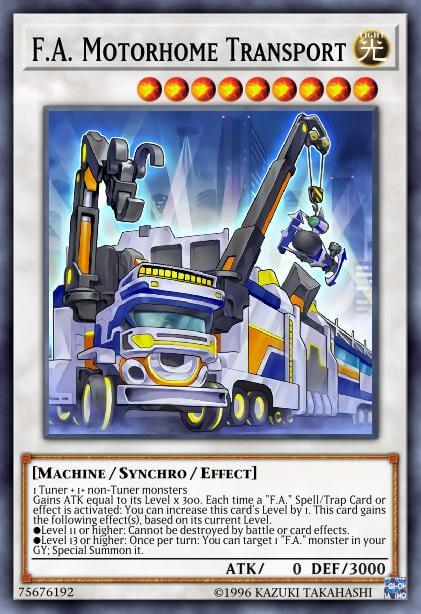 F.A. Motorhome Transport
LIGHT
光
[Machine / Synchro / Effect]
1 Tuner + 1+ non-Tuner monsters
Gains ATK equal to its Level x 300. Each time a "F.A." Spell/Trap Card or
effect is activated: You can increase this card's Level by 1. This card gains
the following effect(s), based on its current Level.
●Level 11 or higher: Cannot be destroyed by battle or card effects.
●Level 13 or higher: Once per turn: You can target 1 "F.A." monster in your
GY; Special Summon it.
ATK/ 0 DEF/3000
75676192
©1996 KAZUKI TAKAHASHI